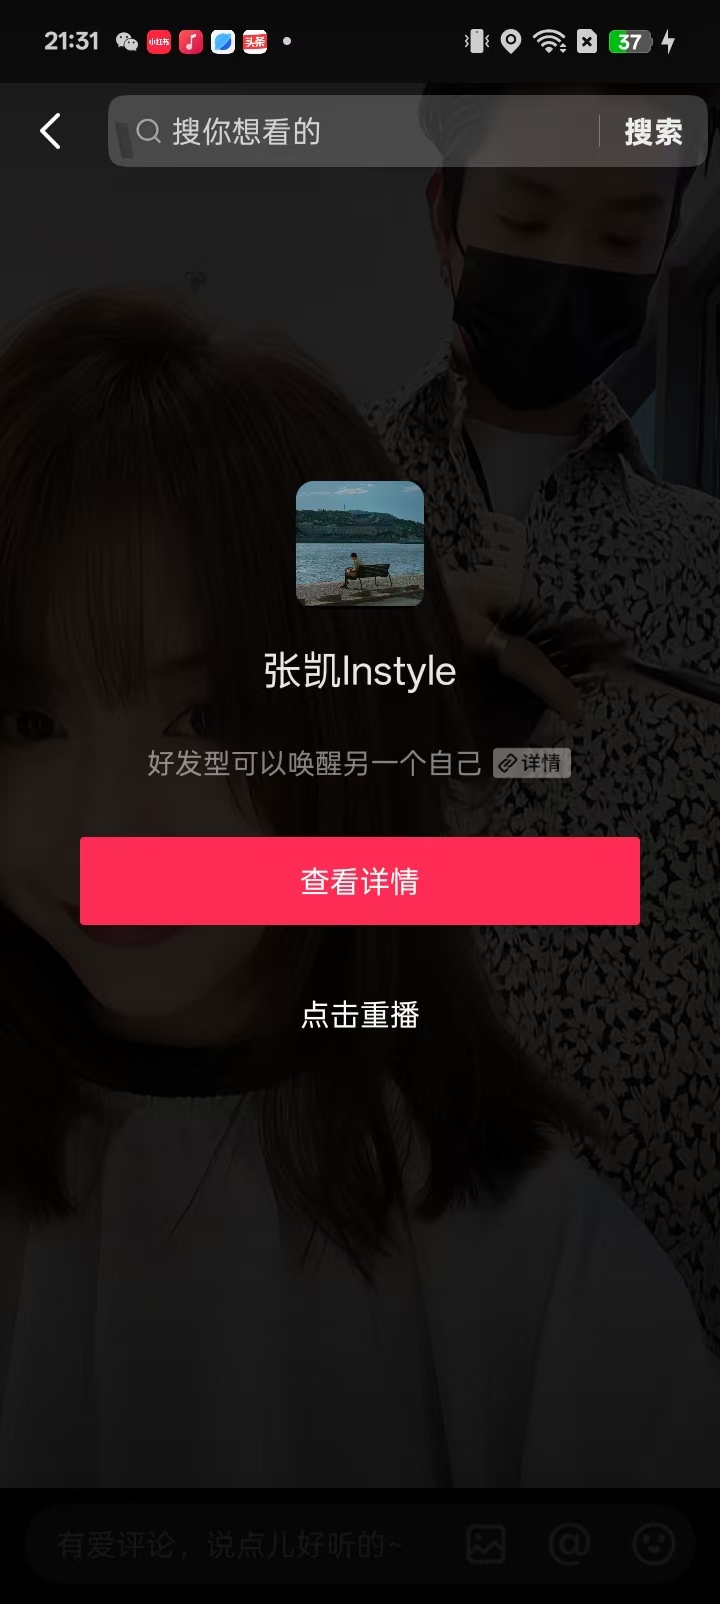 21:31
小红书
头条
37
搜你想看的
搜索
张凯Instyle
好发型可以唤醒另一个自己 详情
查看详情
点击重播
有爱评论，说点儿好听的~